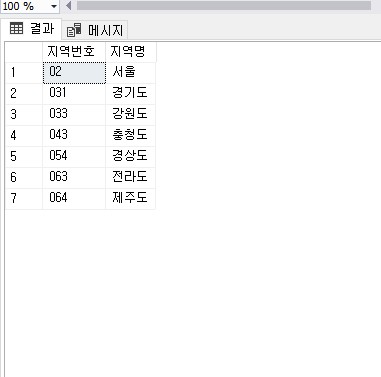 100 %
결과 메시지
지역번호 지역명
1 02 서울
2 031 경기도
3 033 강원도
4 043 충청도
5 054 경상도
6 063 전라도
7 064 제주도